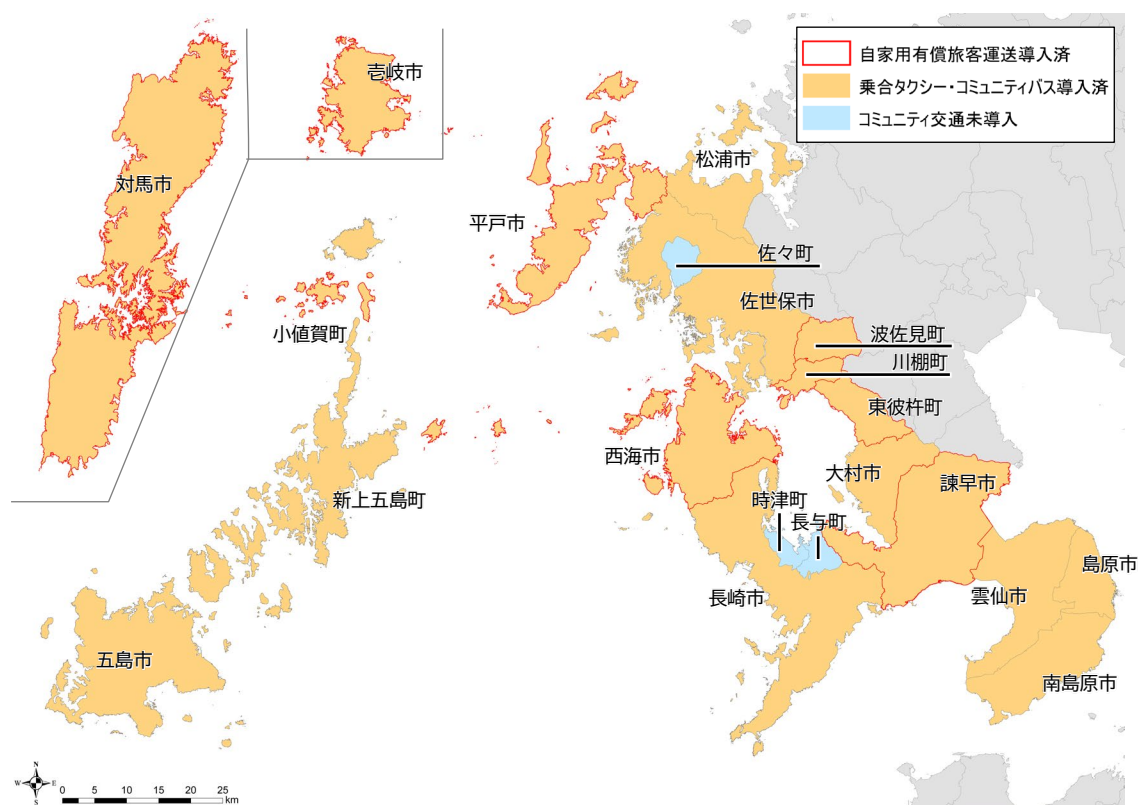 自家用有償旅客運送導入済
乗合タクシー・コミュニティバス導入済
コミュニティ交通未導入
壱岐市
対馬市
松浦市
平戸市
佐々町
佐世保市
小値賀町
波佐見町
川棚町
東彼杵町
西海市
大村市
諫早市
新上五島町
時津町
長与町
島原市
長崎市
雲仙市
五島市
南島原市
N
W E
S
0 5 10 15 20 25
km